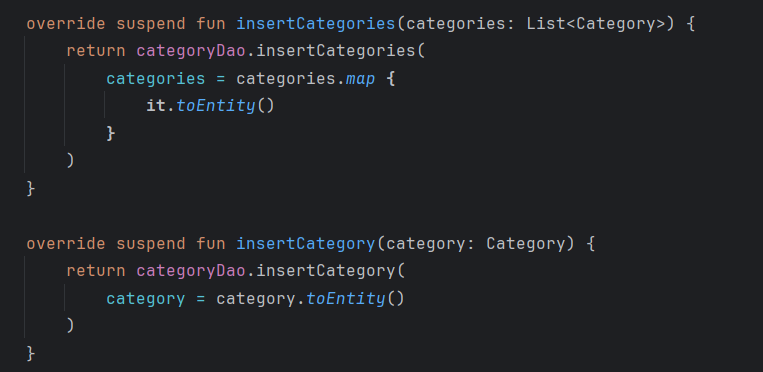 override suspend fun insertCategories(categories: List<Category>) {
    return categoryDao.insertCategories(
        categories = categories.map {
            it.toEntity()
        }
    )
}

override suspend fun insertCategory(category: Category) {
    return categoryDao.insertCategory(
        category = category.toEntity()
    )
}